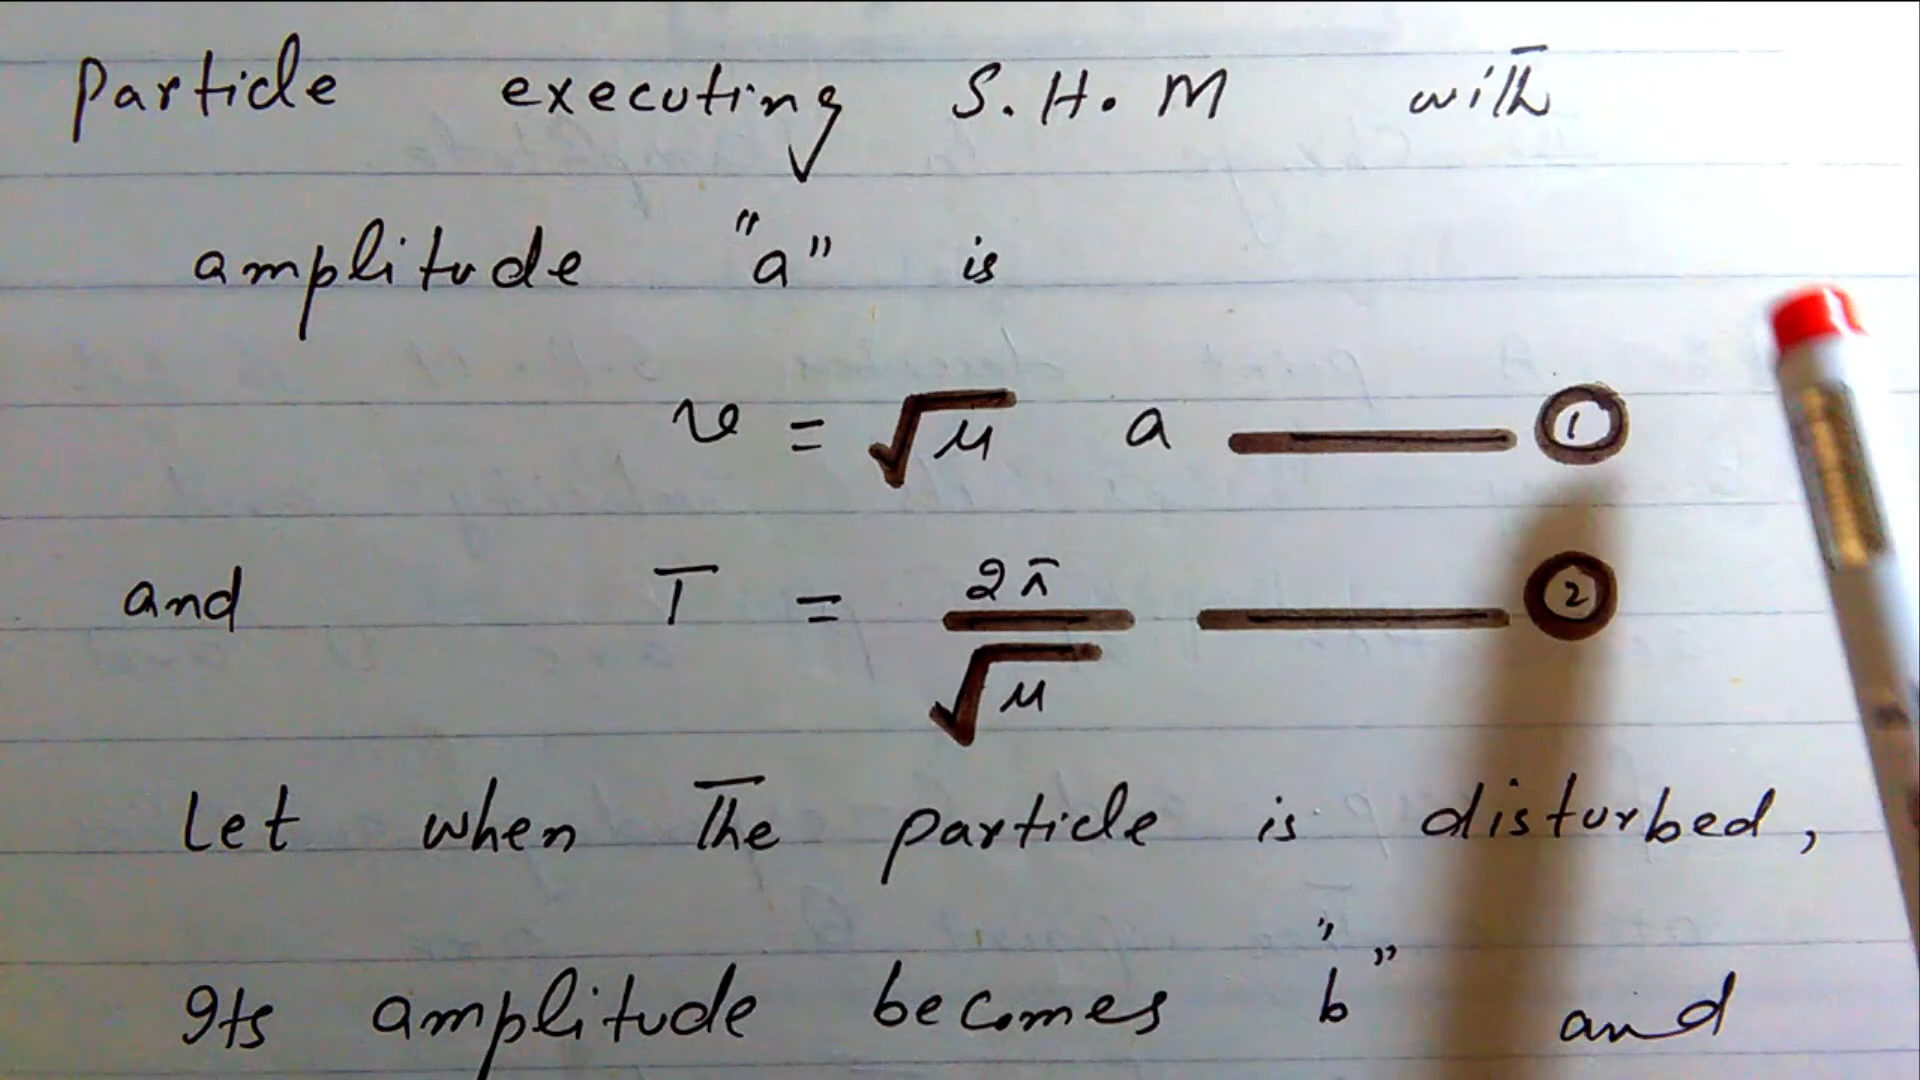 Particle executing S.H.M with
amplitude "a" is
v = √μ a —— ①
and T = 2π / √μ —— ②
Let when The particle is disturbed,
Its amplitude becomes "b" and